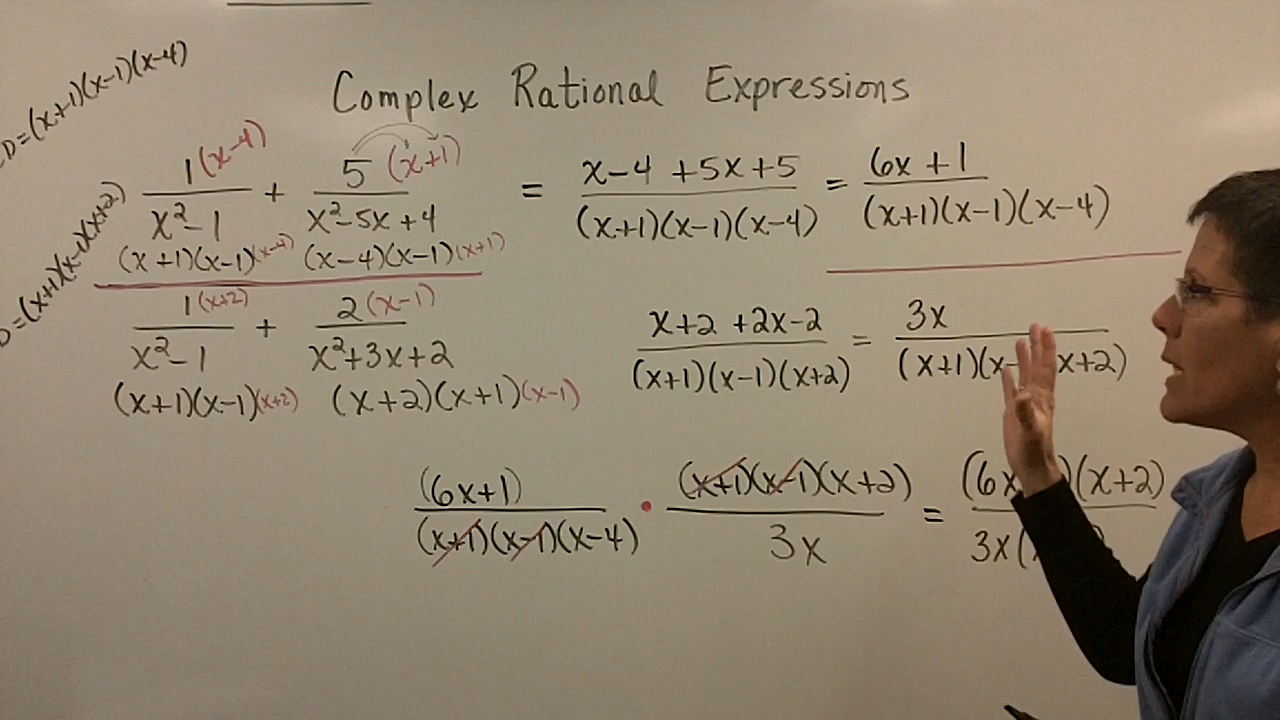 Complex Rational Expressions
D=(x+1)(x-1)(x-4)
D=(x+1)(x-1)(x+2)
1(x-4) / x²-1 + 5(x+1) / x²-5x+4 = x-4+5x+5 / (x+1)(x-1)(x-4) = 6x+1 / (x+1)(x-1)(x-4)
(x+1)(x-1)(x-4) (x-4)(x-1)(x+1)
1(x+2) / x²-1 + 2(x-1) / x²+3x+2 x+2+2x-2 / (x+1)(x-1)(x+2) = 3x / (x+1)(x- x+2)
(x+1)(x-1)(x+2) (x+2)(x+1)(x-1)
(6x+1) / (x+1)(x-1)(x-4) · (x+1)(x-1)(x+2) / 3x = (6x )(x+2) / 3x(